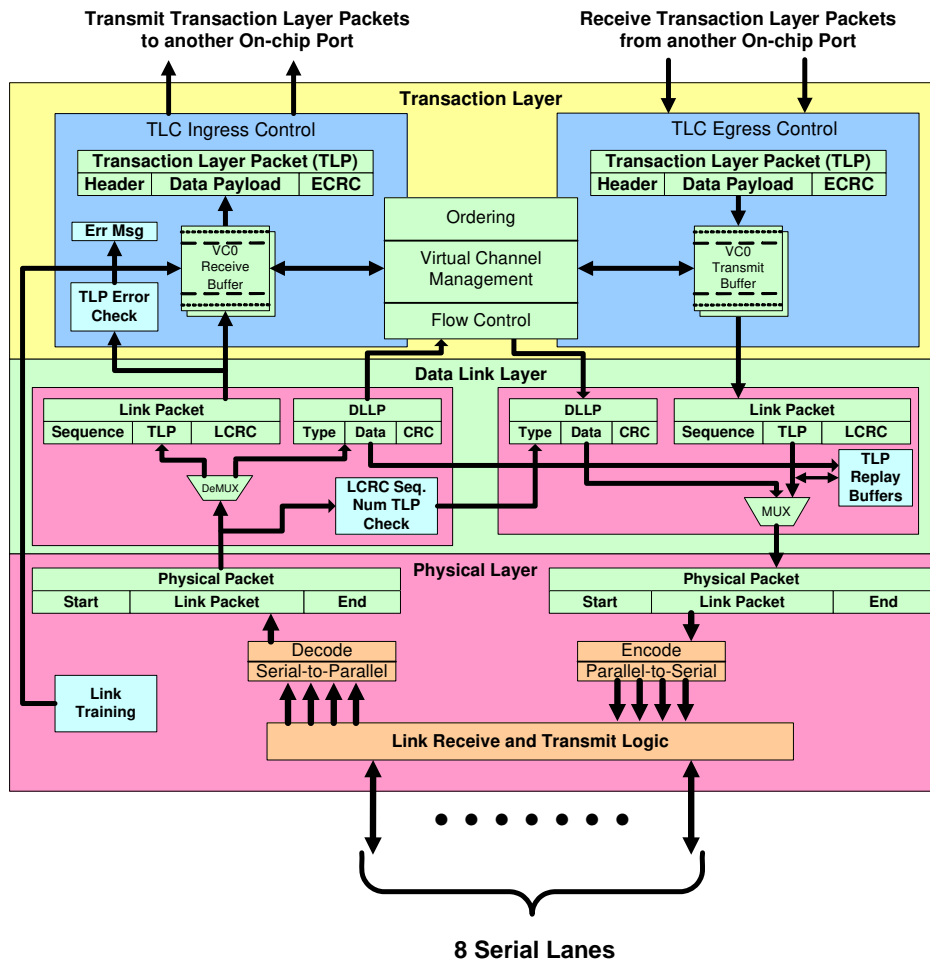 Transmit Transaction Layer Packets
to another On-chip Port
Receive Transaction Layer Packets
from another On-chip Port
Transaction Layer
TLC Ingress Control
Transaction Layer Packet (TLP)
Header Data Payload ECRC
TLC Egress Control
Transaction Layer Packet (TLP)
Header Data Payload ECRC
Err Msg
VC0
Receive
Buffer
TLP Error
Check
Ordering
Virtual Channel
Management
Flow Control
VC0
Transmit
Buffer
Data Link Layer
Link Packet
Sequence TLP LCRC
DLLP
Type Data CRC
DLLP
Type Data CRC
Link Packet
Sequence TLP LCRC
DeMUX
LCRC Seq.
Num TLP
Check
TLP
Replay
Buffers
MUX
Physical Layer
Physical Packet
Start Link Packet End
Physical Packet
Start Link Packet End
Decode
Serial-to-Parallel
Encode
Parallel-to-Serial
Link
Training
Link Receive and Transmit Logic
8 Serial Lanes